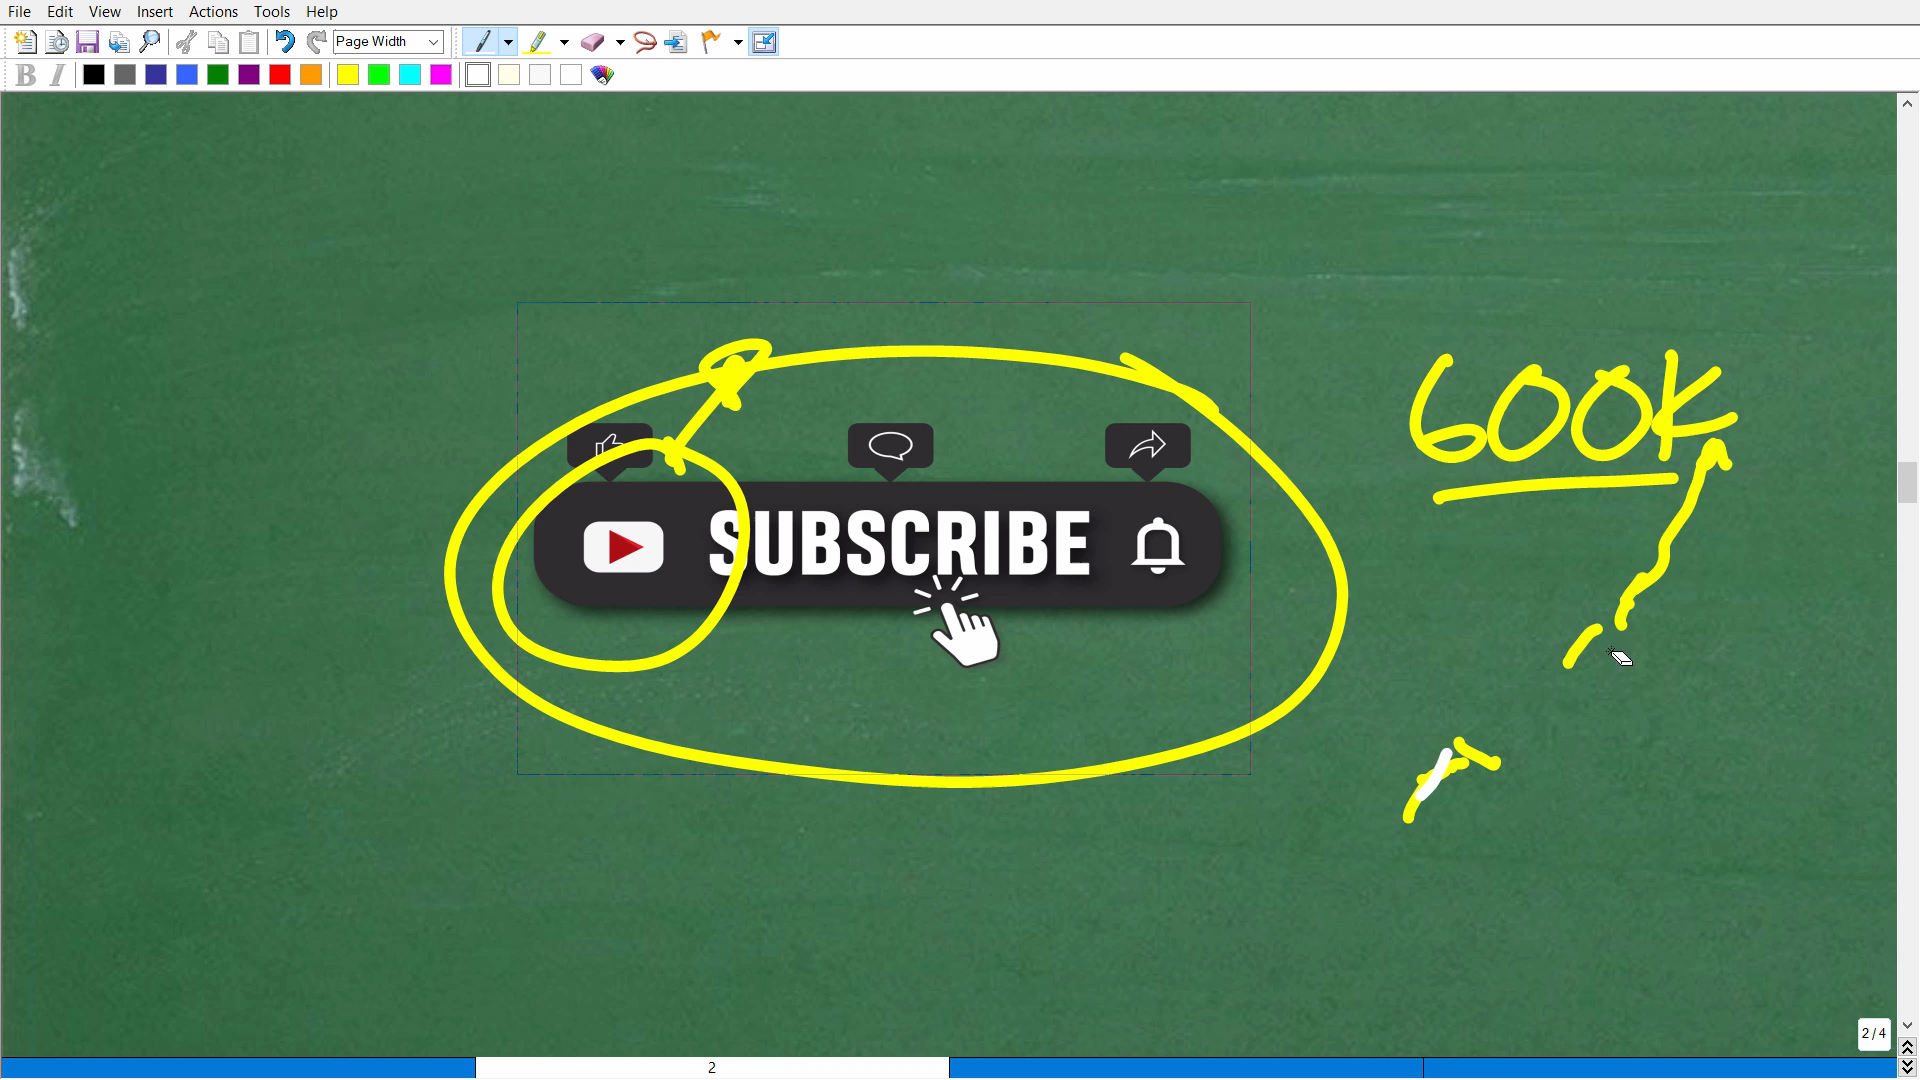 File Edit View Insert Actions Tools Help
Page Width
B I
600K
SUBSCRIBE
2 / 4
2